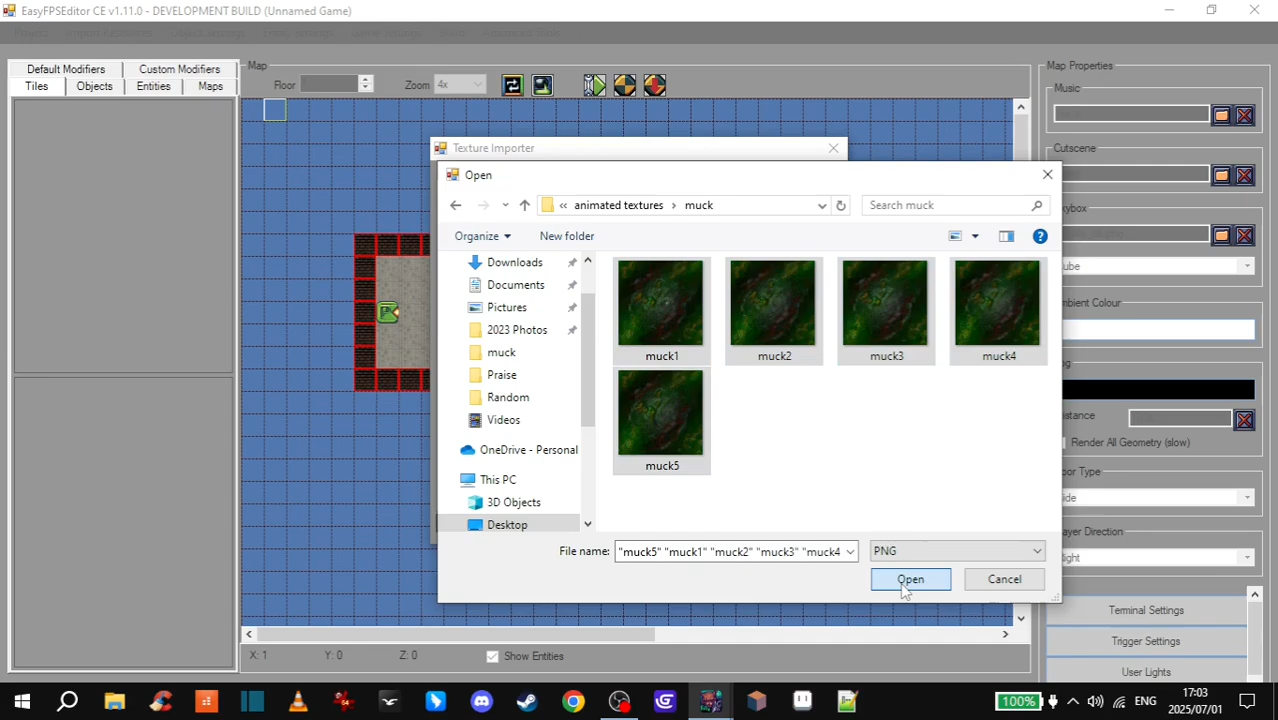 EasyFPSEditor CE v1.11.0 - DEVELOPMENT BUILD (Unnamed Game)
Default Modifiers
Custom Modifiers
Tiles
Objects
Entities
Maps
Map
Floor
Zoom
4x
Map Properties
Music
Cutscene
Texture Importer
Open
animated textures
muck
Search muck
Organize
New folder
Downloads
Documents
Pictures
2023 Photos
muck
Praise
Random
Videos
OneDrive - Personal
This PC
3D Objects
Desktop
muck1
muck2
muck3
muck4
muck5
File name:
"muck5" "muck1" "muck2" "muck3" "muck4
PNG
Open
Cancel
Render All Geometry (slow)
Terminal Settings
Trigger Settings
User Lights
X: 1
Y: 0
Z: 0
Show Entities
100%
ENG
17:03
2025/07/01